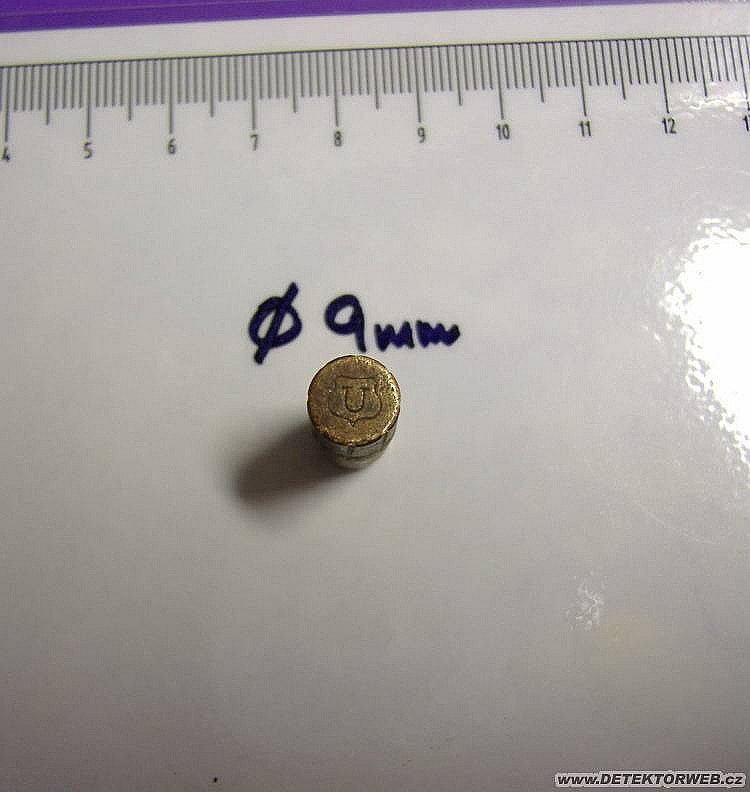 4 5 6 7 8 9 10 11 12
Ø 9mm
U
www.DETEKTORWEB.cz